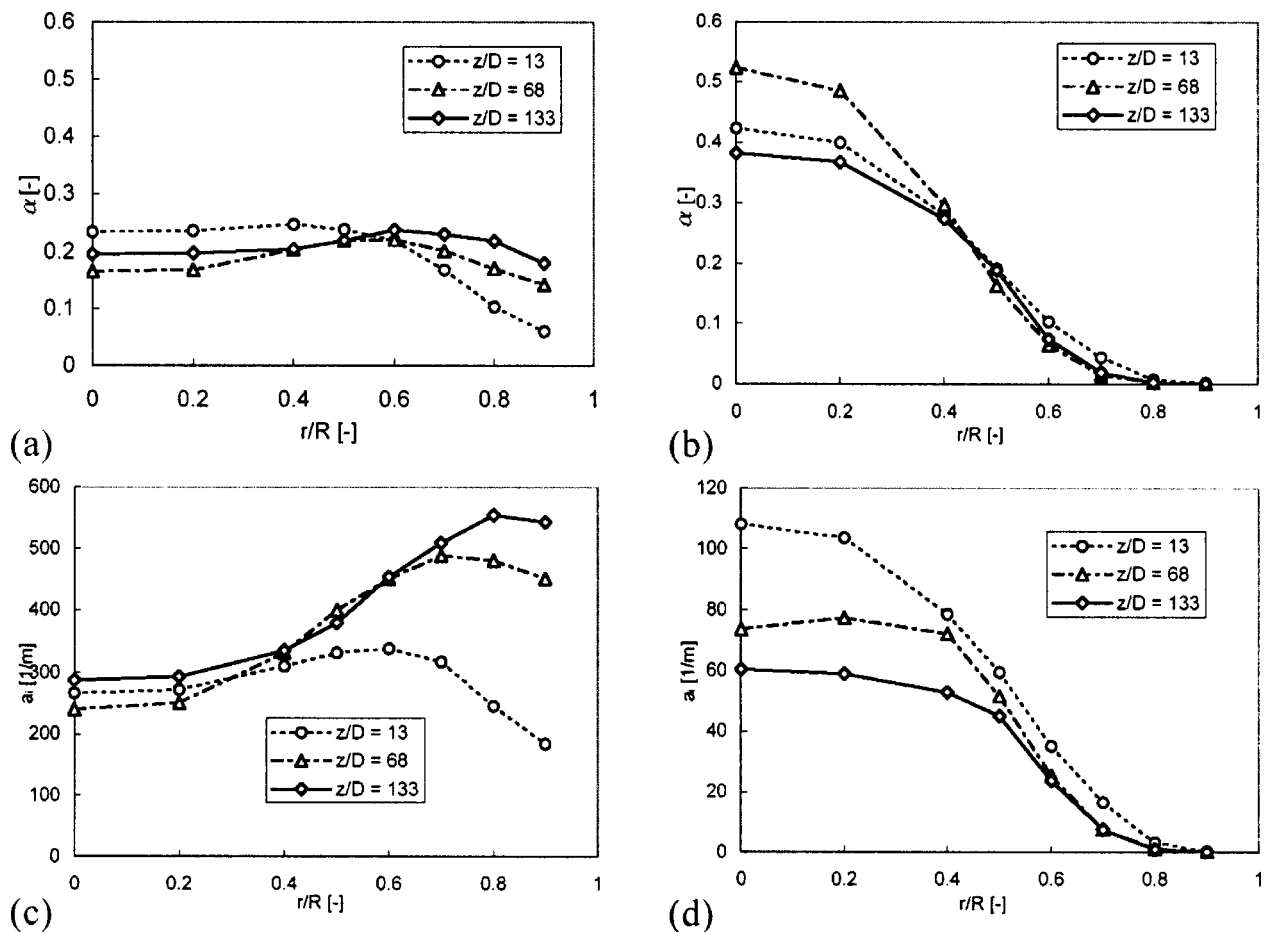 0.6
0.5
0.4
0.3
0.2
0.1
0
α [-]
z/D = 13
z/D = 68
z/D = 133
0 0.2 0.4 0.6 0.8 1
r/R [-]
(a)
0.6
0.5
0.4
0.3
0.2
0.1
0
α [-]
z/D = 13
z/D = 68
z/D = 133
0 0.2 0.4 0.6 0.8 1
r/R [-]
(b)
600
500
400
300
200
100
0
aᵢ [1/m]
z/D = 13
z/D = 68
z/D = 133
0 0.2 0.4 0.6 0.8 1
r/R [-]
(c)
120
100
80
60
40
20
0
aᵢ [1/m]
z/D = 13
z/D = 68
z/D = 133
0 0.2 0.4 0.6 0.8 1
r/R [-]
(d)